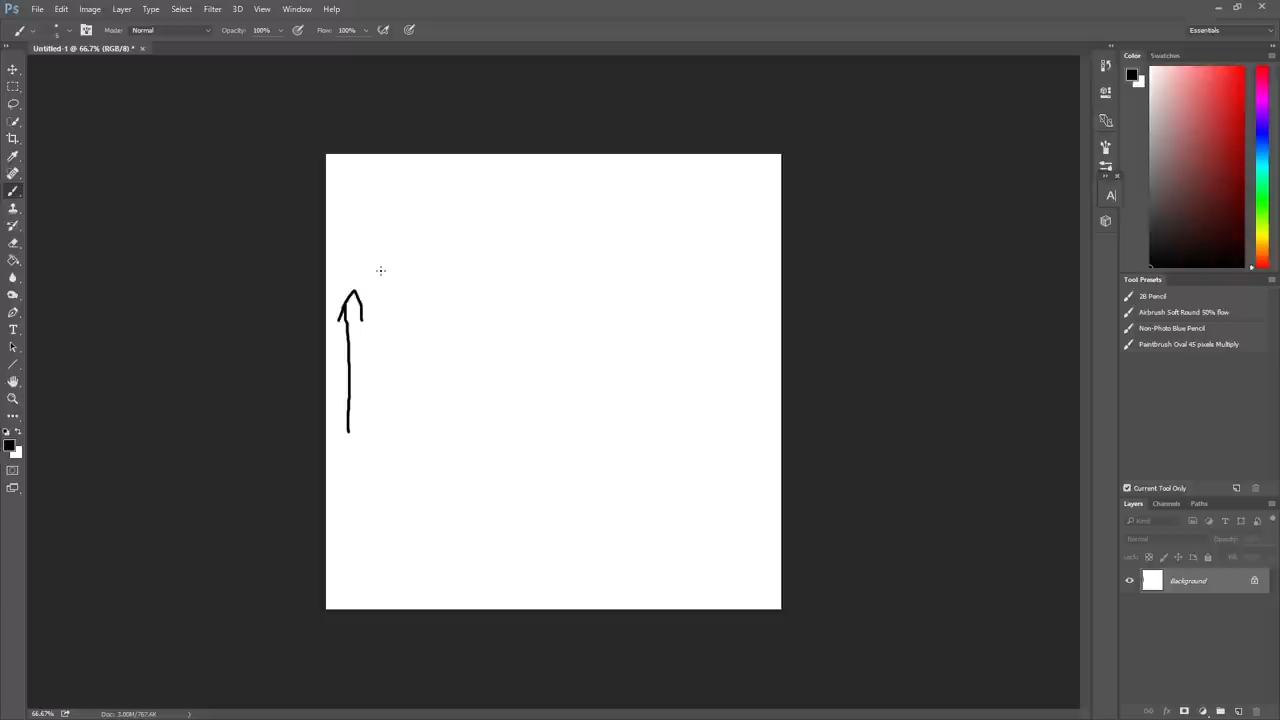 Ps File Edit Image Layer Type Select Filter 3D View Window Help
5 Mode: Normal Opacity: 100% Flow: 100% Essentials
Untitled-1 @ 66.7% (RGB/8) *
Color Swatches
Tool Presets
2B Pencil
Airbrush Soft Round 50% flow
Non-Photo Blue Pencil
Paintbrush Oval 45 pixels Multiply
Current Tool Only
Layers Channels Paths
Kind
Normal Opacity:
Lock: Fill:
Background
66.67% Doc: 3.00M/767.6K